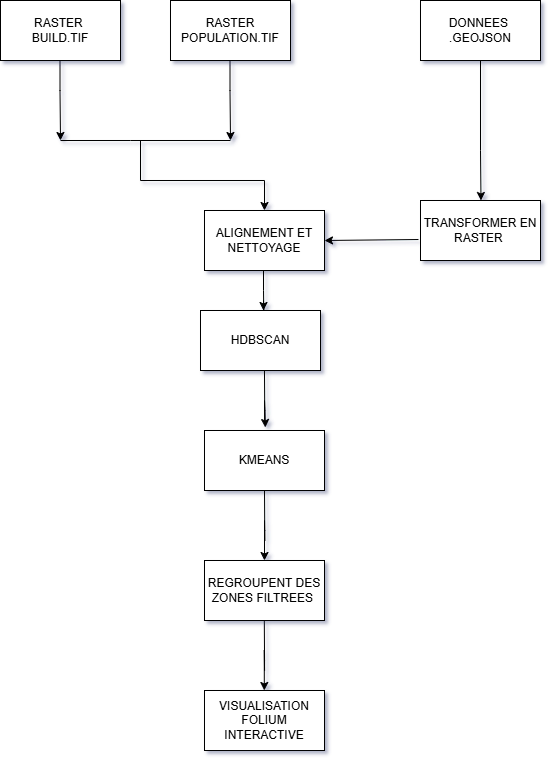 RASTER
BUILD.TIF
RASTER
POPULATION.TIF
DONNEES
.GEOJSON
TRANSFORMER EN
RASTER
ALIGNEMENT ET
NETTOYAGE
HDBSCAN
KMEANS
REGROUPENT DES
ZONES FILTREES
VISUALISATION
FOLIUM
INTERACTIVE